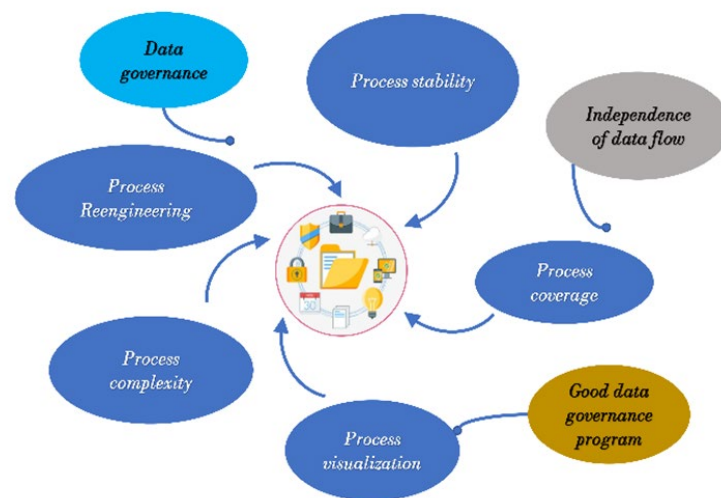 Data
governance
Process stability
Independence
of data flow
Process
Reengineering
Process
coverage
30
Process
complexity
Good data
governance
program
Process
visualization